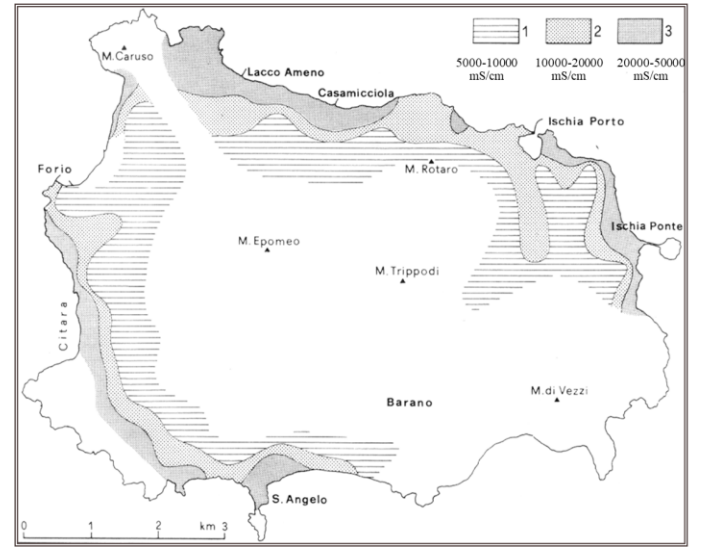 1
2
3
5000-10000
mS/cm
10000-20000
mS/cm
20000-50000
mS/cm
M. Caruso
Lacco Ameno
Casamicciola
Ischia Porto
Forio
M. Rotaro
Ischia Ponte
M. Epomeo
M. Trippodi
Citara
M. di Vezzi
Barano
S. Angelo
0 1 2 km 3